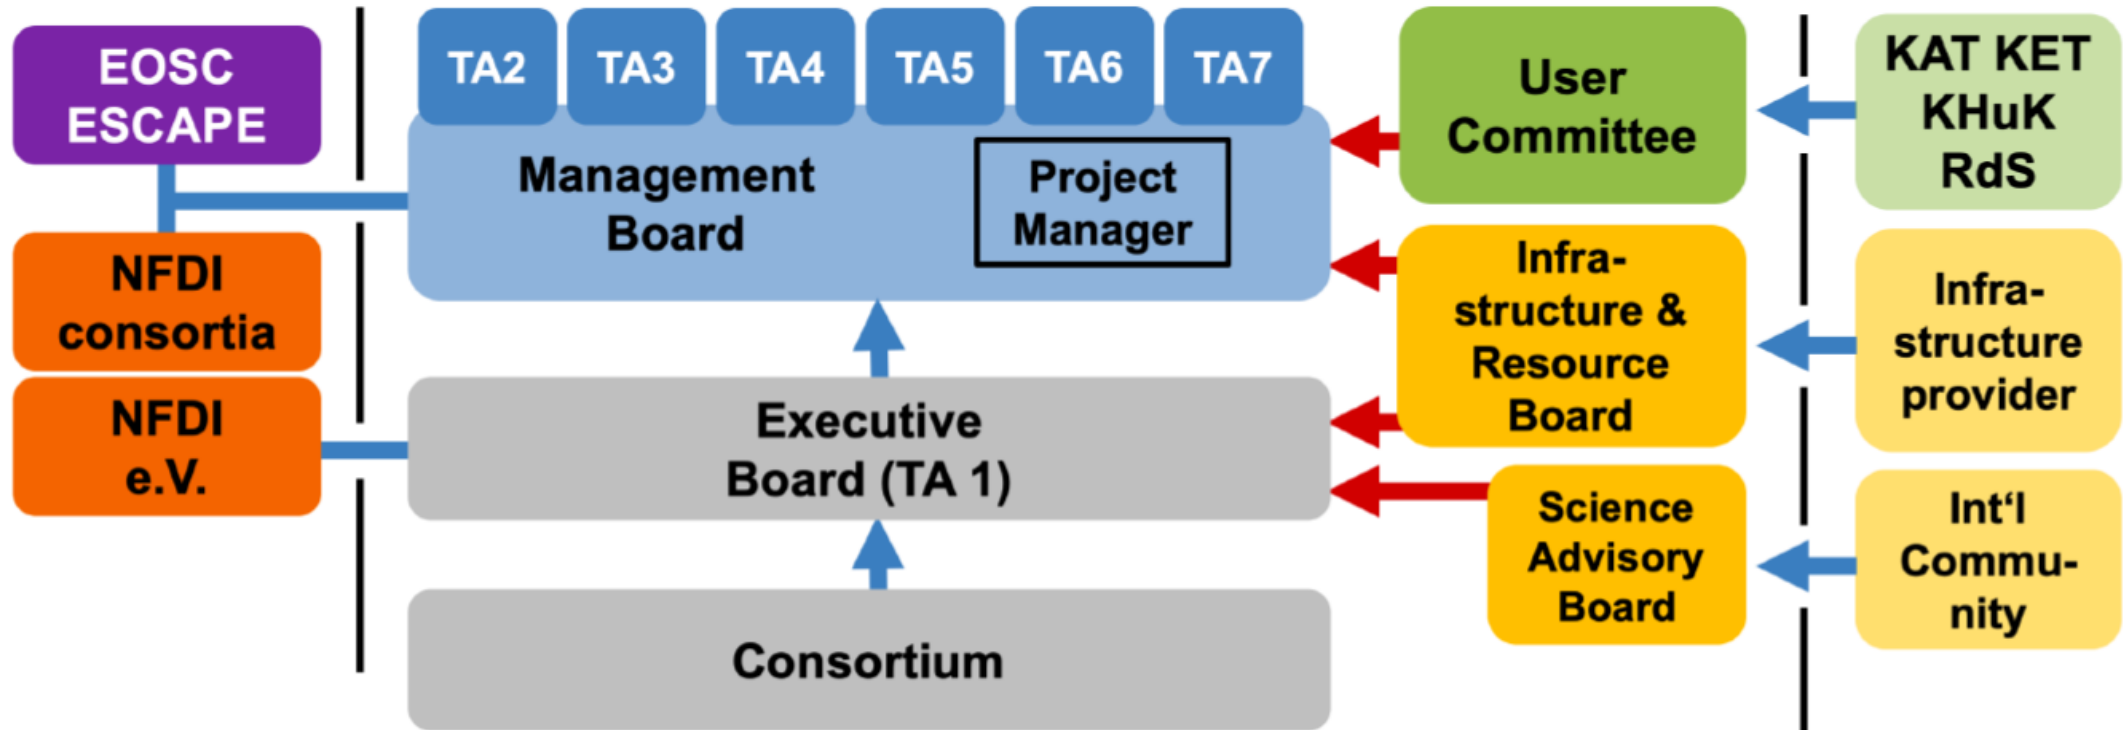 EOSC
ESCAPE
NFDI
consortia
NFDI
e.V.
TA2
TA3
TA4
TA5
TA6
TA7
Management
Board
Project
Manager
Executive
Board (TA 1)
Consortium
User
Committee
Infra-
structure &
Resource
Board
Science
Advisory
Board
KAT KET
KHuK
RdS
Infra-
structure
provider
Int‘l
Commu-
nity